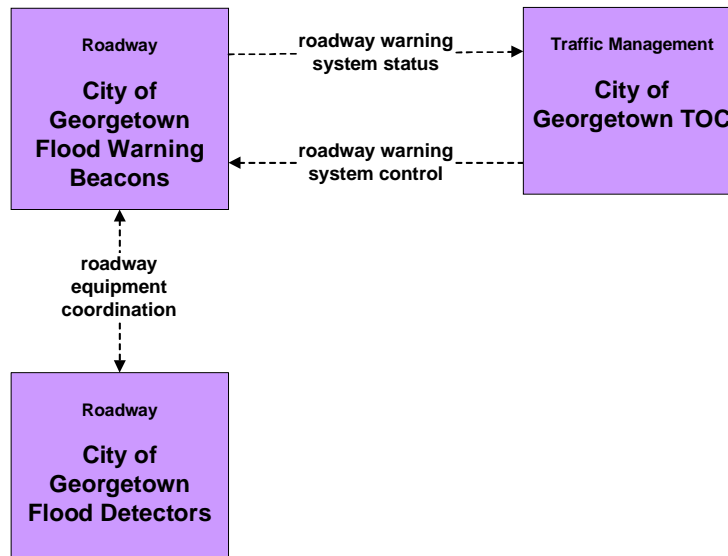 Roadway
City of
Georgetown
Flood Warning
Beacons
roadway warning
system status
Traffic Management
City of
Georgetown TOC
roadway warning
system control
roadway
equipment
coordination
Roadway
City of
Georgetown
Flood Detectors